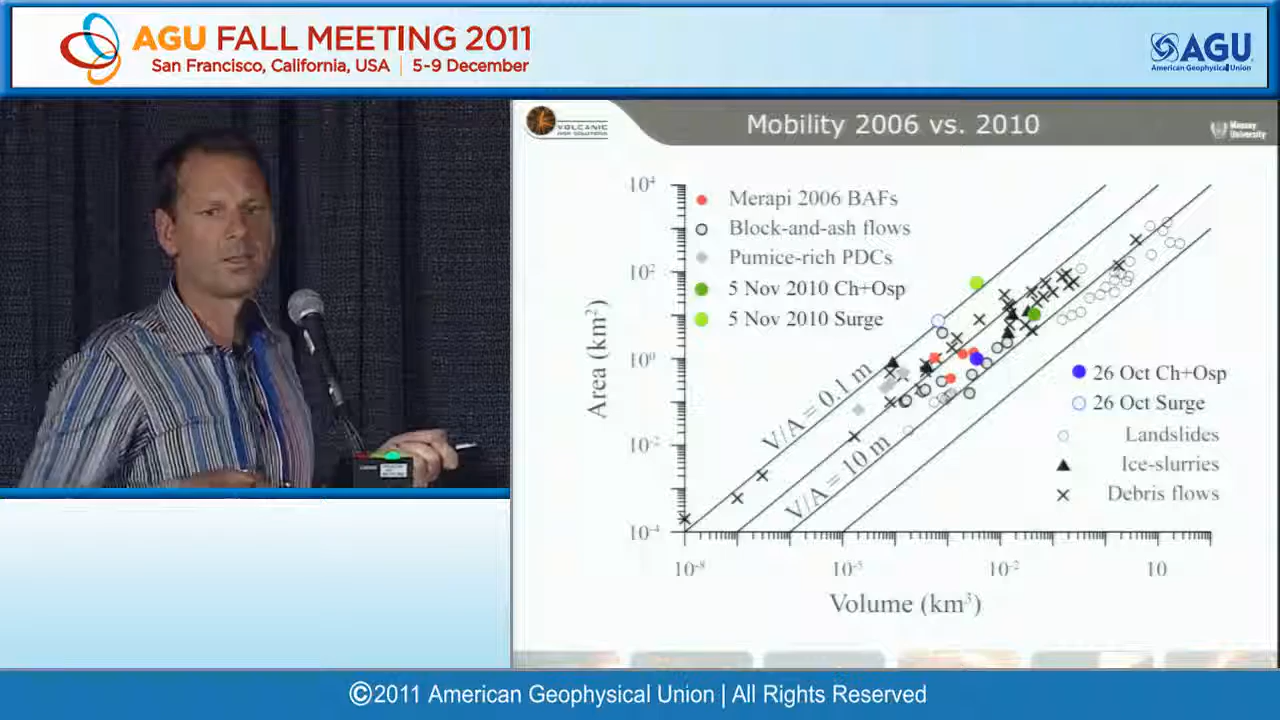 AGU FALL MEETING 2011
San Francisco, California, USA | 5-9 December
AGU
American Geophysical Union
VOLCANIC
RISK SOLUTIONS
Mobility 2006 vs. 2010
Massey
University
10⁴
10²
10⁰
10⁻²
10⁻⁴
Area (km²)
Merapi 2006 BAFs
Block-and-ash flows
Pumice-rich PDCs
5 Nov 2010 Ch+Osp
5 Nov 2010 Surge
V/A = 0.1 m
V/A = 10 m
26 Oct Ch+Osp
26 Oct Surge
Landslides
Ice-slurries
Debris flows
10⁻⁸
10⁻⁵
10⁻²
10
Volume (km³)
©2011 American Geophysical Union | All Rights Reserved